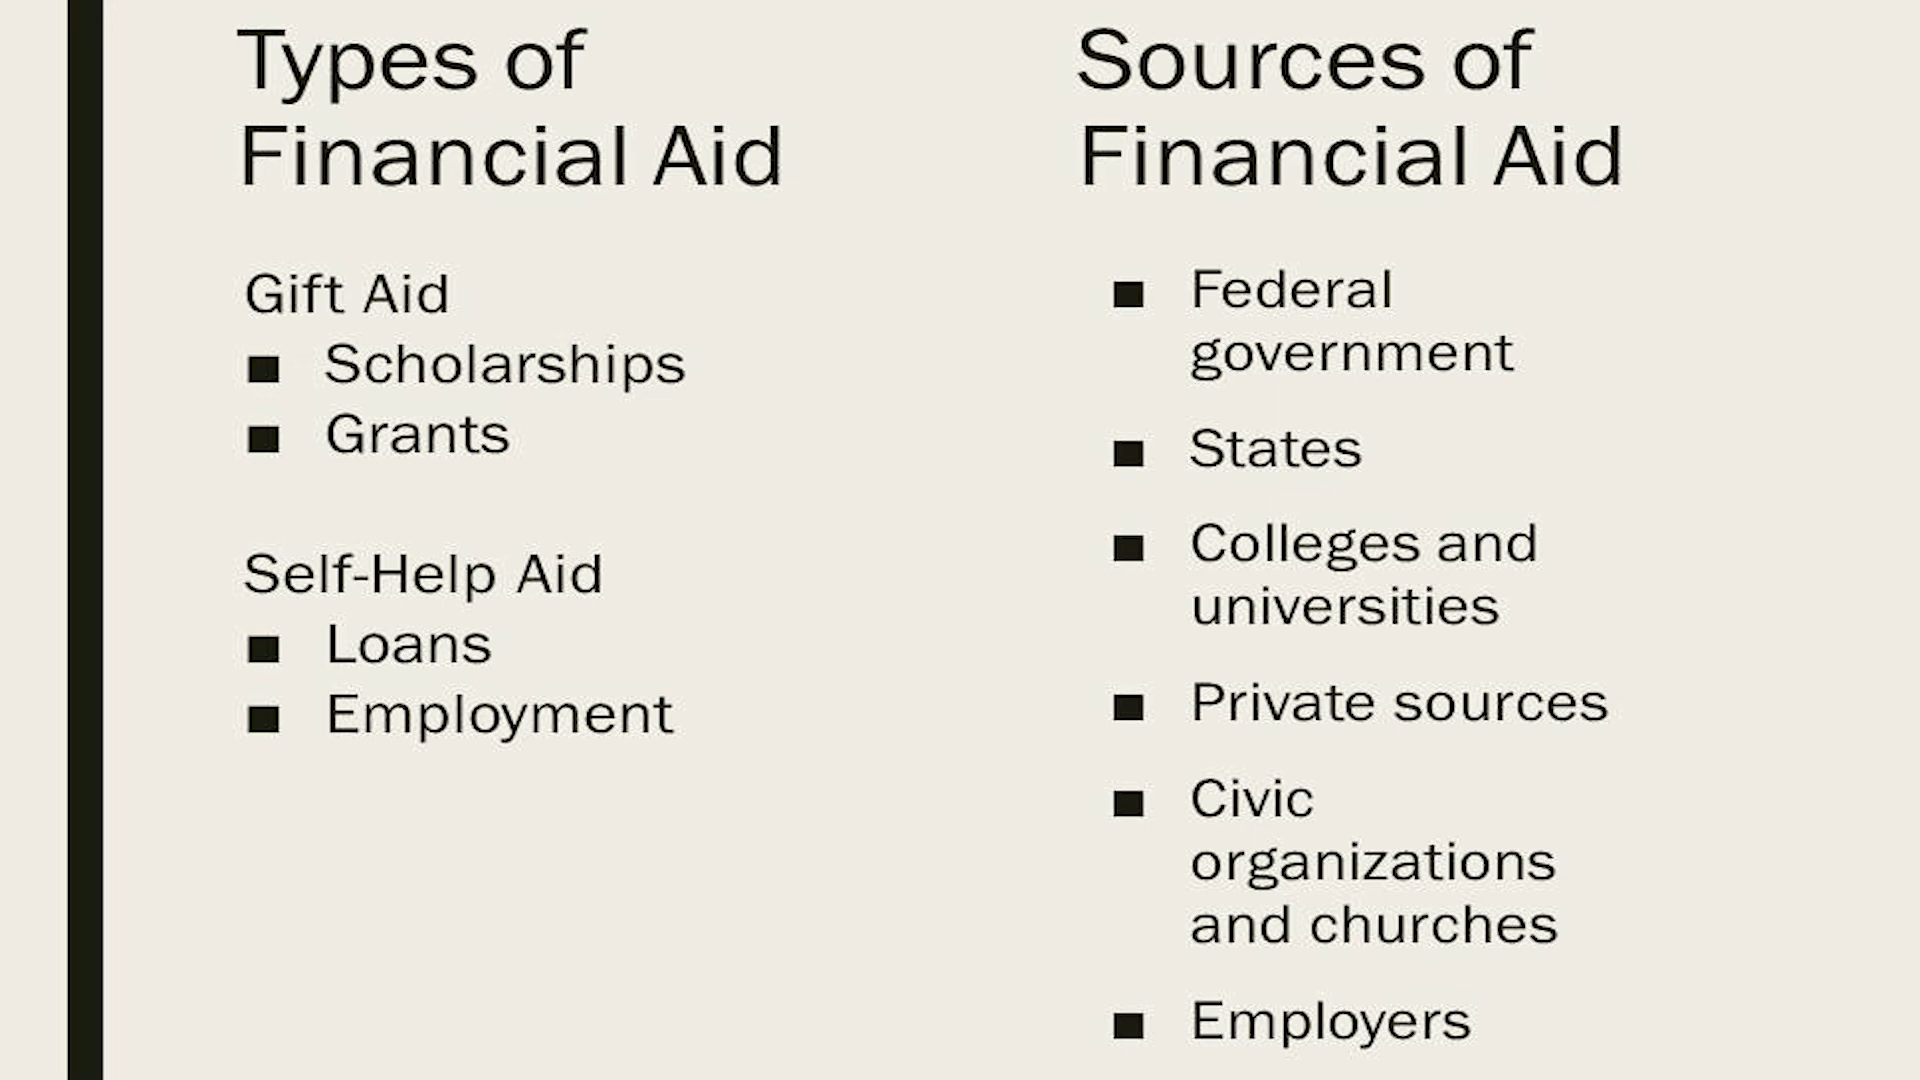 Types of
Financial Aid
Gift Aid
■ Scholarships
■ Grants
Self-Help Aid
■ Loans
■ Employment
Sources of
Financial Aid
■ Federal
government
■ States
■ Colleges and
universities
■ Private sources
■ Civic
organizations
and churches
■ Employers